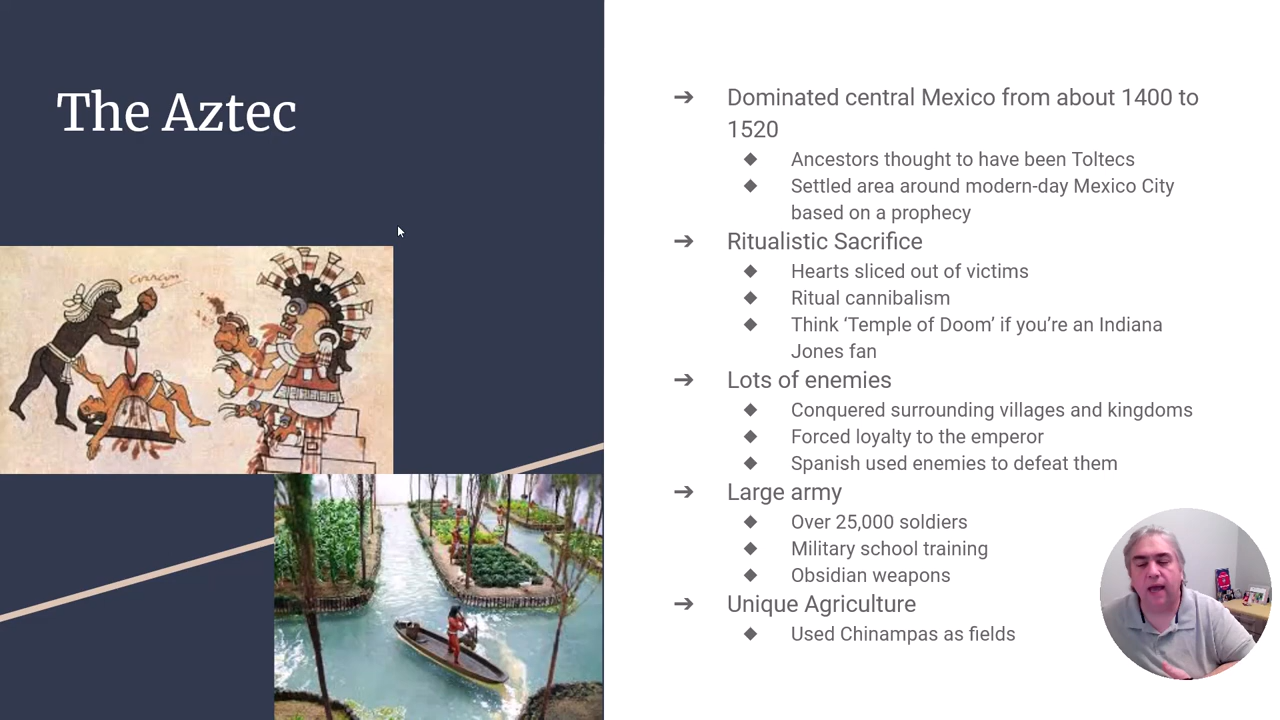 The Aztec
➔ Dominated central Mexico from about 1400 to
1520
◆ Ancestors thought to have been Toltecs
◆ Settled area around modern-day Mexico City
based on a prophecy
➔ Ritualistic Sacrifice
◆ Hearts sliced out of victims
◆ Ritual cannibalism
◆ Think ‘Temple of Doom’ if you’re an Indiana
Jones fan
➔ Lots of enemies
◆ Conquered surrounding villages and kingdoms
◆ Forced loyalty to the emperor
◆ Spanish used enemies to defeat them
➔ Large army
◆ Over 25,000 soldiers
◆ Military school training
◆ Obsidian weapons
➔ Unique Agriculture
◆ Used Chinampas as fields